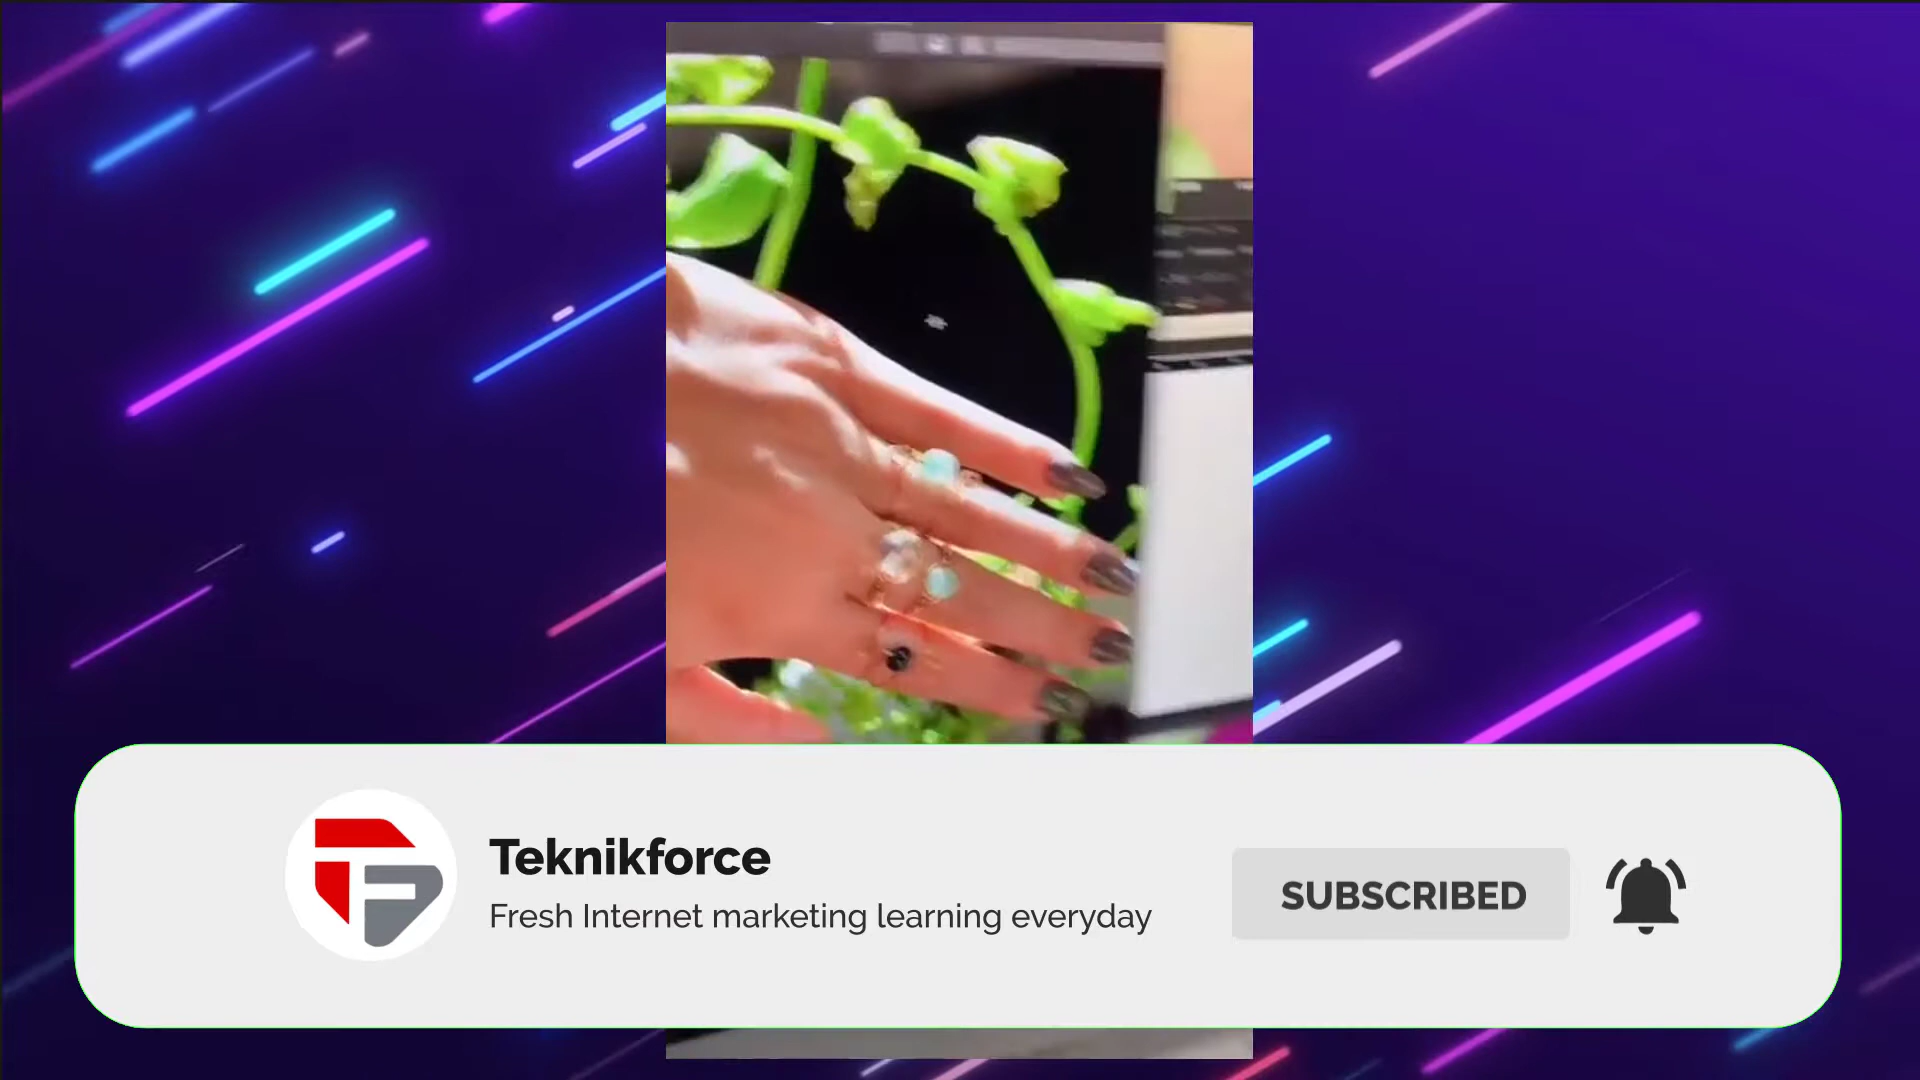 Teknikforce
Fresh Internet marketing learning everyday
SUBSCRIBED